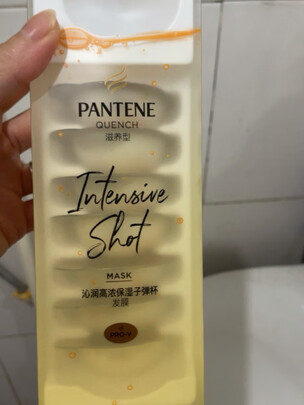 PANTENE
QUENCH
滋养型
Intensive
Shot
MASK
沁润高浓保湿子弹杯
发膜
PRO-V